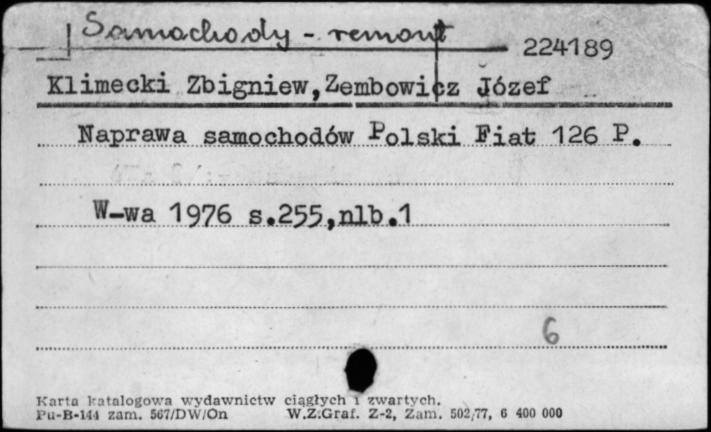 Samochody - remont
224189
Klimecki Zbigniew, Zembowicz Józef
Naprawa samochodów Polski Fiat 126 P.
W-wa 1976 s.255,nlb.1
6
Karta katalogowa wydawnictw ciągłych i zwartych.
Pu-B-144 zam. 567/DW/On W.Z.Graf. Z-2, Zam. 502/77, 6 400 000